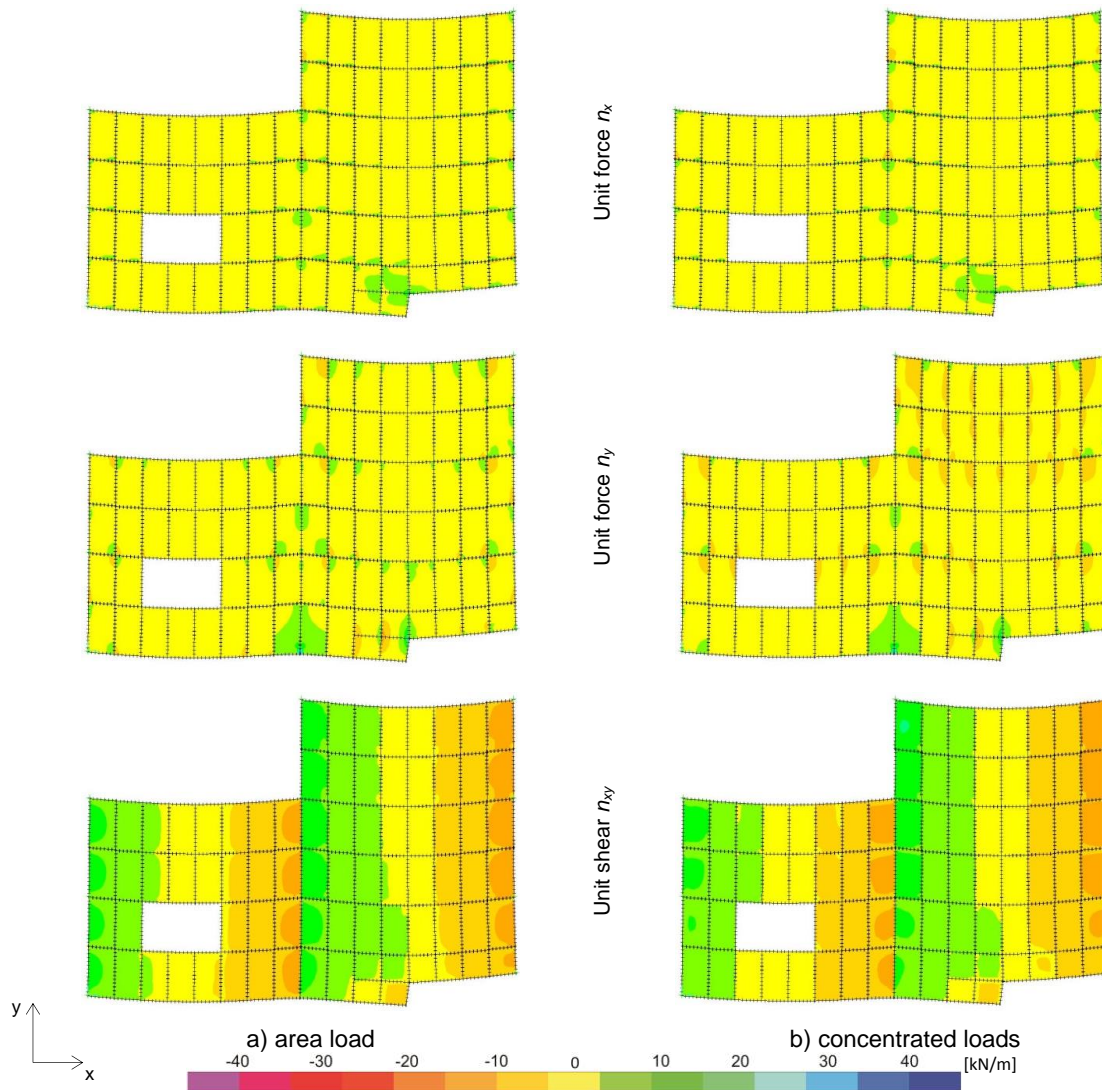 Unit force nx
Unit force ny
Unit shear nxy
y
x
a) area load
b) concentrated loads
-40 -30 -20 -10 0 10 20 30 40 [kN/m]